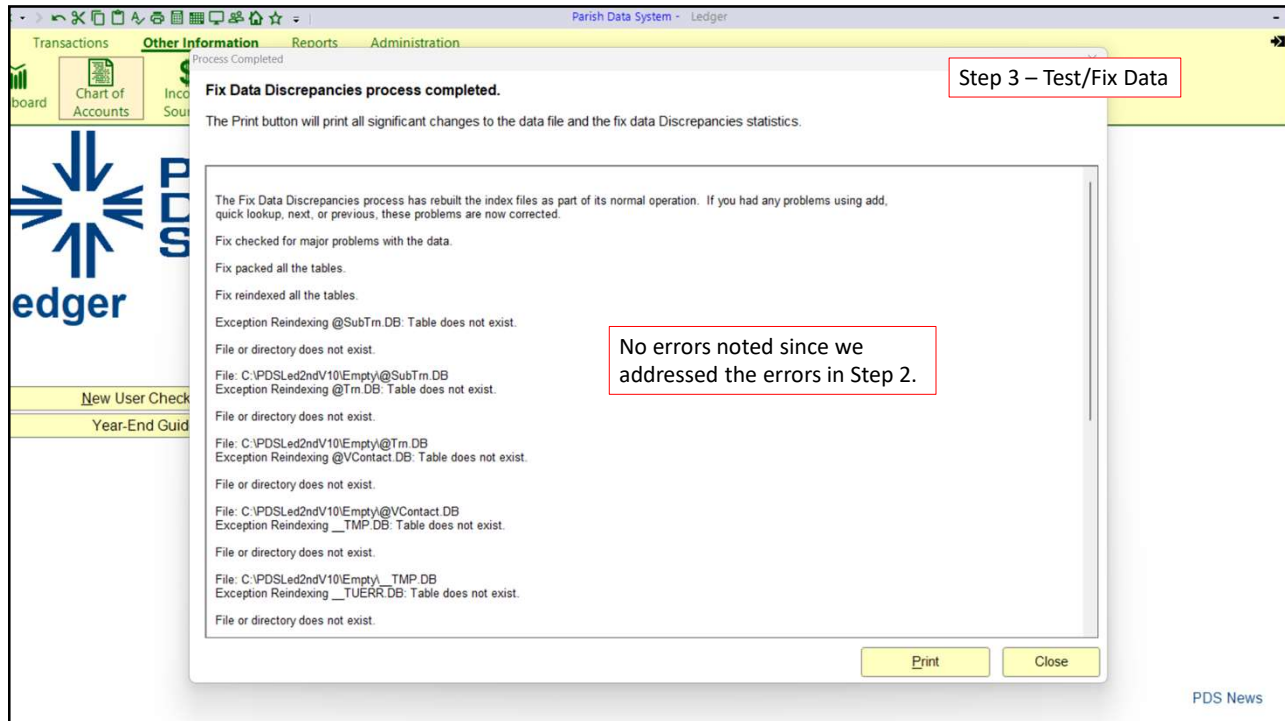 Parish Data System - Ledger
Transactions Other Information Reports Administration
Chart of
Accounts
Process Completed
Step 3 – Test/Fix Data
Fix Data Discrepancies process completed.
The Print button will print all significant changes to the data file and the fix data Discrepancies statistics.
P
D
S
edger
New User Check
Year-End Guid
The Fix Data Discrepancies process has rebuilt the index files as part of its normal operation. If you had any problems using add,
quick lookup, next, or previous, these problems are now corrected.
Fix checked for major problems with the data.
Fix packed all the tables.
Fix reindexed all the tables.
Exception Reindexing @SubTrn.DB: Table does not exist.
File or directory does not exist.
File: C:\PDSLed2ndV10\Empty\@SubTrn.DB
Exception Reindexing @Trn.DB: Table does not exist.
File or directory does not exist.
File: C:\PDSLed2ndV10\Empty\@Trn.DB
Exception Reindexing @VContact.DB: Table does not exist.
File or directory does not exist.
File: C:\PDSLed2ndV10\Empty\@VContact.DB
Exception Reindexing __TMP.DB: Table does not exist.
File or directory does not exist.
File: C:\PDSLed2ndV10\Empty\__TMP.DB
Exception Reindexing __TUERR.DB: Table does not exist.
File or directory does not exist.
No errors noted since we
addressed the errors in Step 2.
Print Close
PDS News